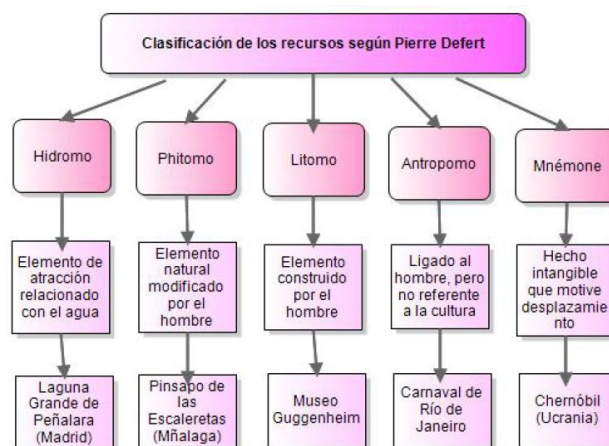 Clasificación de los recursos según Pierre Defert
Hidromo
Phitomo
Litomo
Antropomo
Mnémone
Elemento de
atracción
relacionado
con el agua
Elemento
natural
modificado
por el
hombre
Elemento
construido
por el
hombre
Ligado al
hombre, pero
no referente
a la cultura
Hecho
intangible
que motive
desplazamie
nto
Laguna
Grande de
Peñalara
(Madrid)
Pinsapo de
las
Escaleretas
(Mñalaga)
Museo
Guggenheim
Carnaval de
Río de
Janeiro
Chernóbil
(Ucrania)